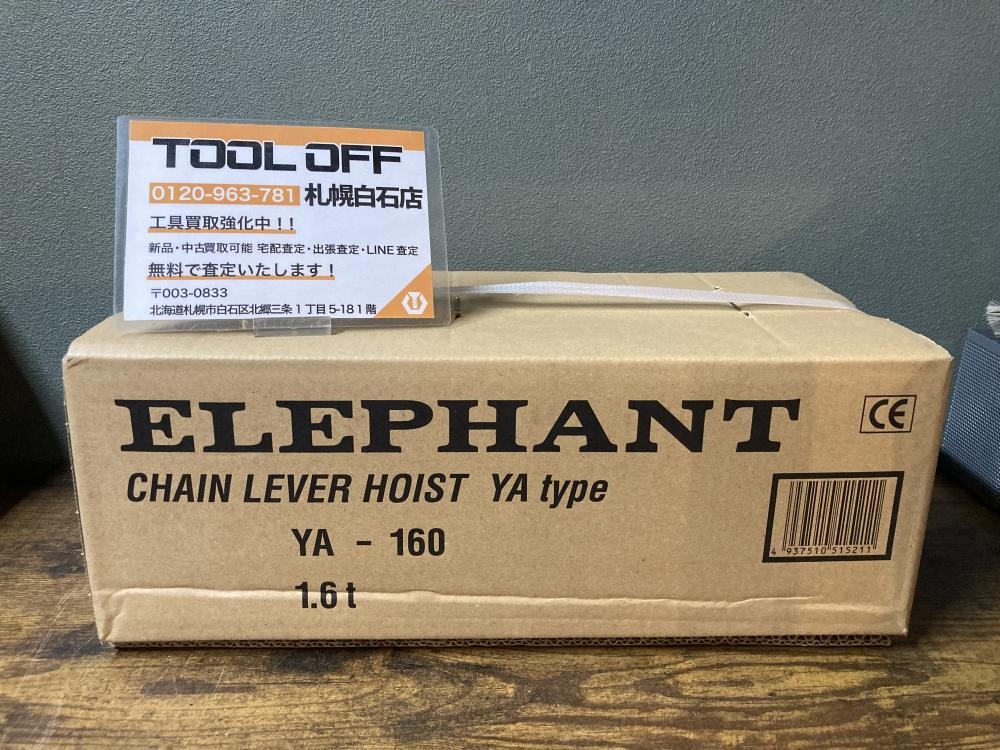 TOOL OFF
0120-963-781 札幌白石店
工具買取強化中！！
新品・中古買取可能 宅配査定・出張査定・LINE査定
無料で査定いたします！
〒003-0833
北海道札幌市白石区北郷三条1丁目5-18 1階
ELEPHANT
CE
CHAIN LEVER HOIST YA type
YA - 160
4 937510 515211
1.6 t